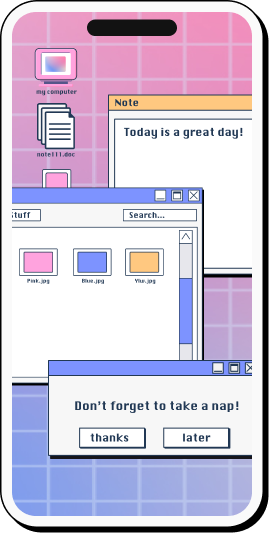 my computer
Note
Today is a great day!
note111.doc
Stuff
Search...
Pink.jpg
Blue.jpg
Ylw.jpg
Don't forget to take a nap!
thanks
later